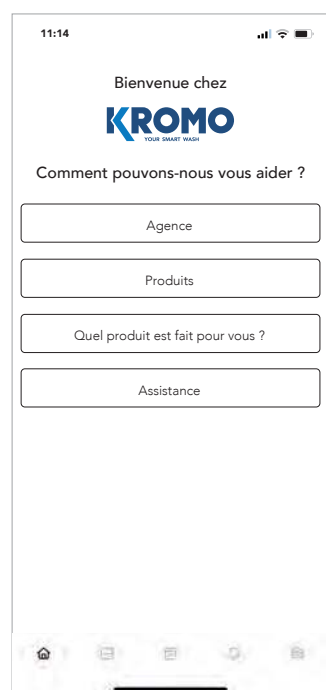 11:14
Bienvenue chez
KROMO
YOUR SMART WASH
Comment pouvons-nous vous aider ?
Agence
Produits
Quel produit est fait pour vous ?
Assistance